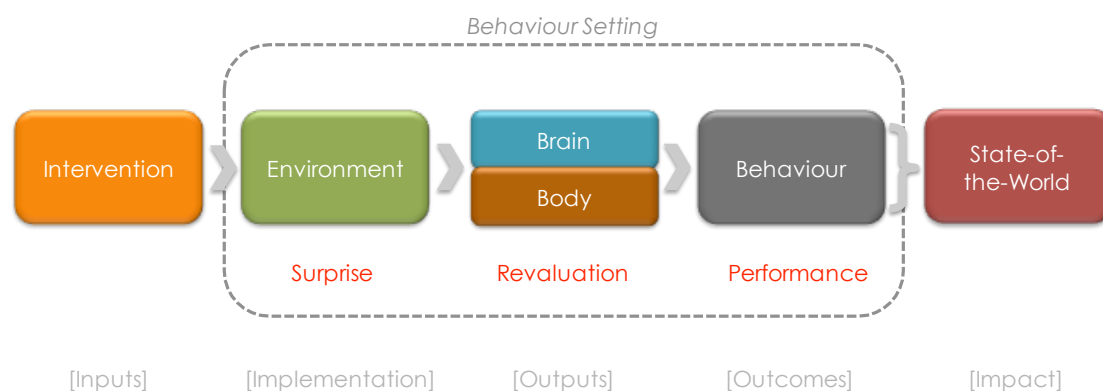 Behaviour Setting
Intervention
Environment
Brain
Body
Behaviour
State-of-
the-World
Surprise
Revaluation
Performance
[Inputs]
[Implementation]
[Outputs]
[Outcomes]
[Impact]